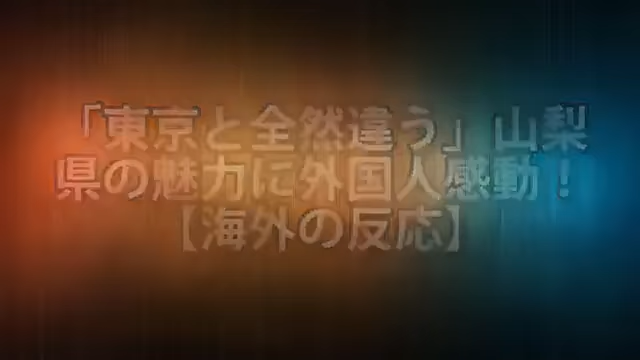 「東京と全然違う」山梨
県の魅力に外国人感動！
【海外の反応】